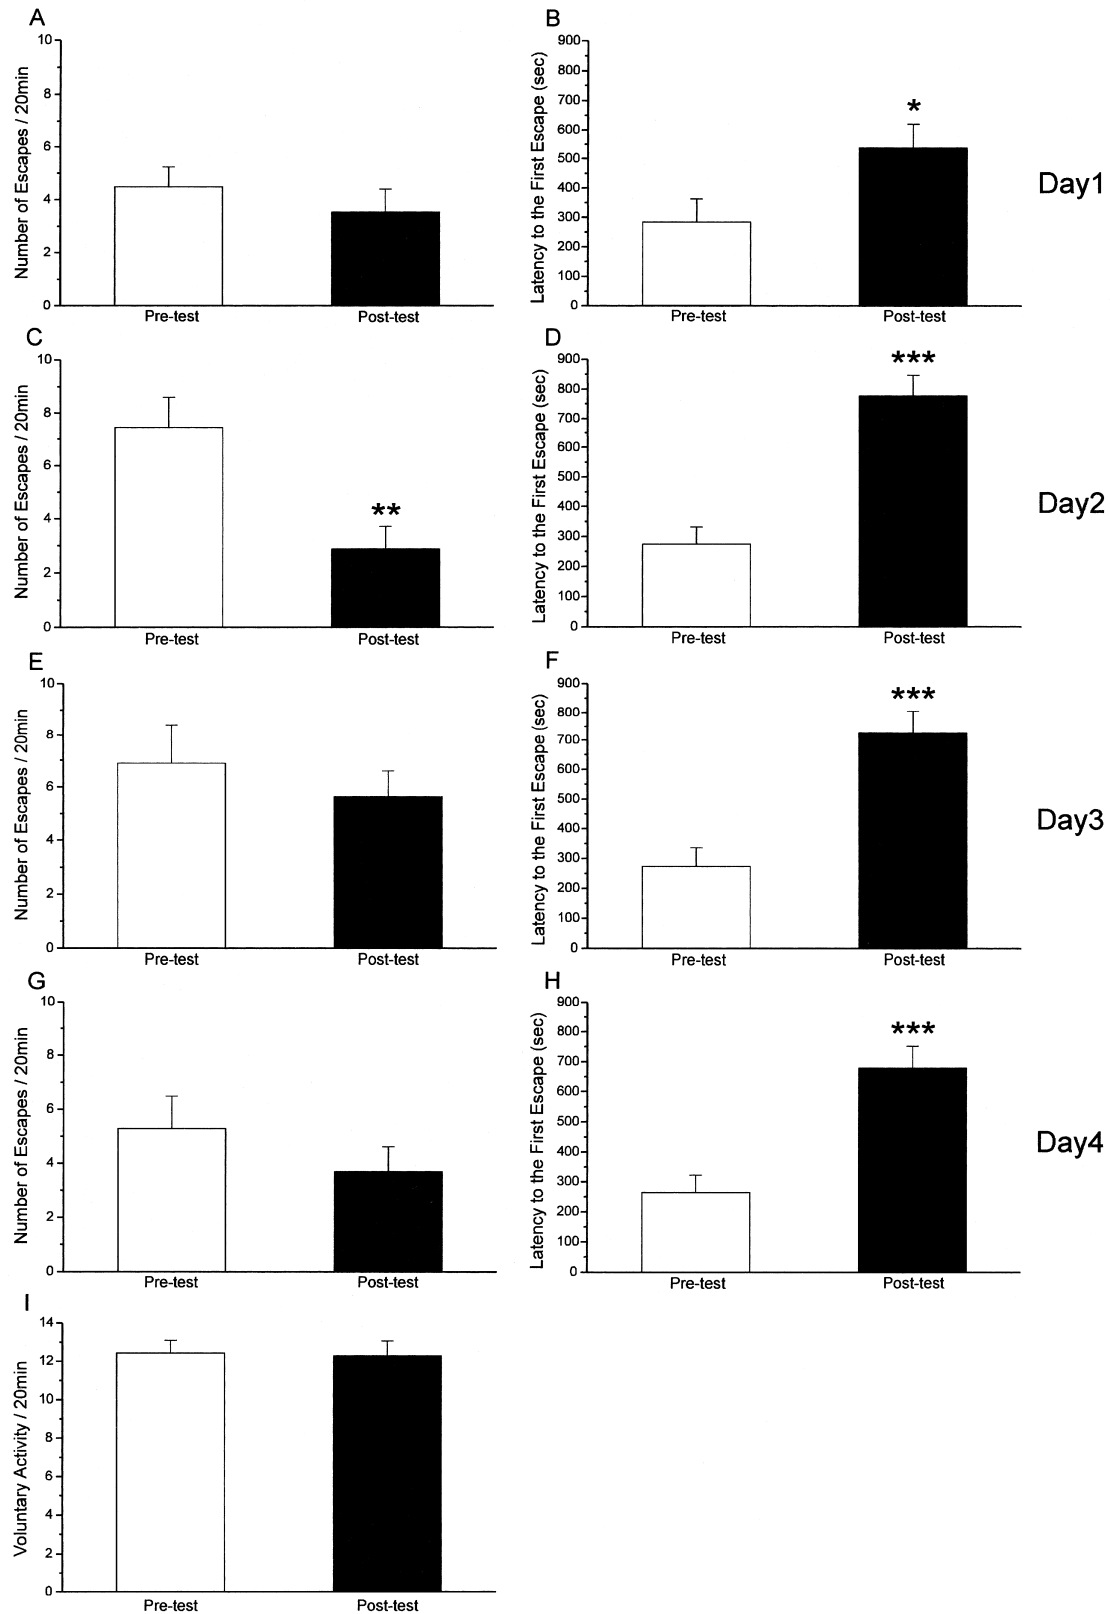 A
Number of Escapes / 20min
10
8
6
4
2
0
Pre-test
Post-test
B
Latency to the First Escape (sec)
900
800
700
600
500
400
300
200
100
0
*
Pre-test
Post-test
Day1
C
Number of Escapes / 20min
10
8
6
4
2
0
**
Pre-test
Post-test
D
Latency to the First Escape (sec)
900
800
700
600
500
400
300
200
100
0
***
Pre-test
Post-test
Day2
E
Number of Escapes / 20min
10
8
6
4
2
0
Pre-test
Post-test
F
Latency to the First Escape (sec)
900
800
700
600
500
400
300
200
100
0
***
Pre-test
Post-test
Day3
G
Number of Escapes / 20min
10
8
6
4
2
0
Pre-test
Post-test
H
Latency to the First Escape (sec)
900
800
700
600
500
400
300
200
100
0
***
Pre-test
Post-test
Day4
I
Voluntary Activity / 20min
14
12
10
8
6
4
2
0
Pre-test
Post-test